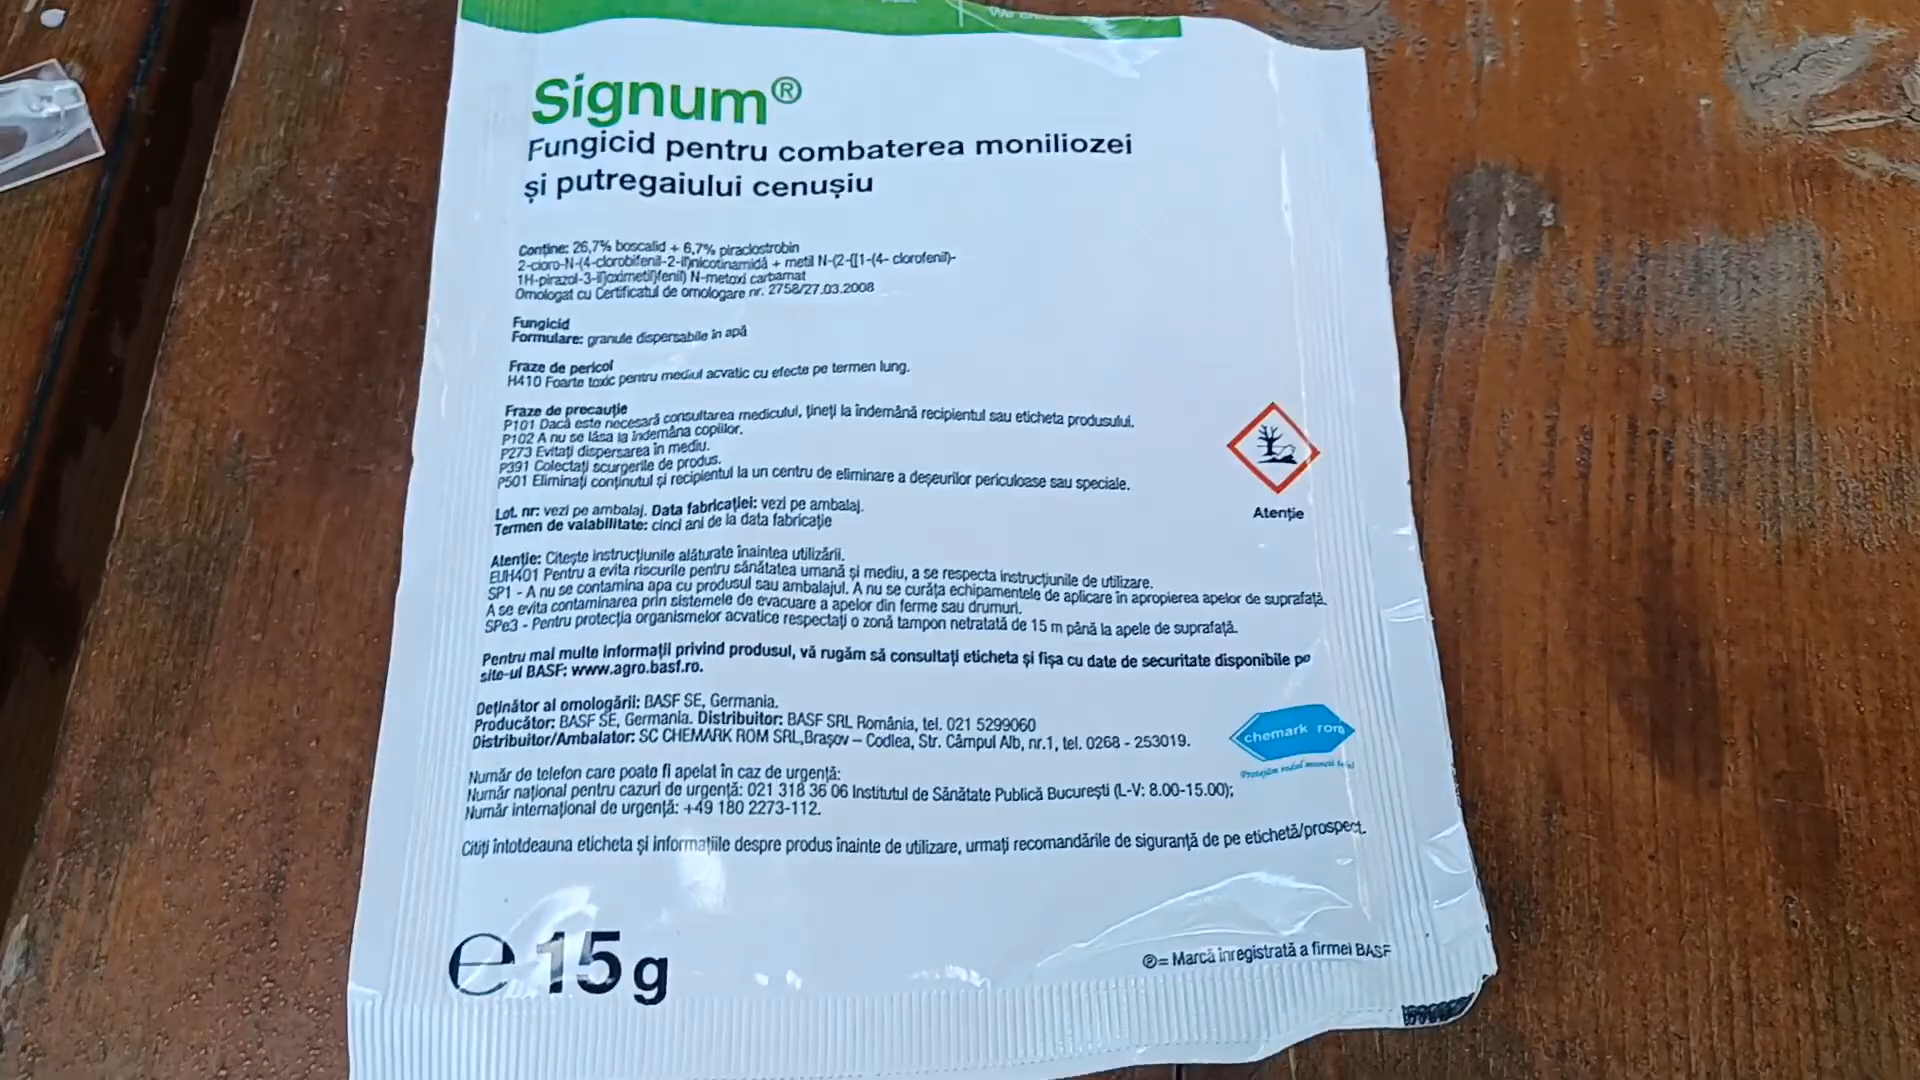 Signum®
Fungicid pentru combaterea moniliozei
și putregaiului cenușiu
Conține: 26,7% boscalid + 6,7% piraclostrobin
2-cloro-N-(4-clorobifenil-2-il)nicotinamidă + metil N-(2-{[1-(4- clorofenil)-
1H-pirazol-3-il]oximetil}fenil) N-metoxi carbamat
Omologat cu Certificatul de omologare nr. 2758/27.03.2008
Fungicid
Formulare: granule dispersabile în apă
Fraze de pericol
H410 Foarte toxic pentru mediul acvatic cu efecte pe termen lung.
Fraze de precauție
P101 Dacă este necesară consultarea medicului, țineți la îndemână recipientul sau eticheta produsului.
P102 A nu se lăsa la îndemâna copiilor.
P273 Evitați dispersarea în mediu.
P391 Colectați scurgerile de produs.
P501 Eliminați conținutul și recipientul la un centru de eliminare a deșeurilor periculoase sau speciale.
Atenție
Lot. nr: vezi pe ambalaj. Data fabricației: vezi pe ambalaj.
Termen de valabilitate: cinci ani de la data fabricație
Atenție: Citește instrucțiunile alăturate înaintea utilizării.
EUH401 Pentru a evita riscurile pentru sănătatea umană și mediu, a se respecta instrucțiunile de utilizare.
SP1 - A nu se contamina apa cu produsul sau ambalajul. A nu se curăța echipamentele de aplicare în apropierea apelor de suprafață.
A se evita contaminarea prin sistemele de evacuare a apelor din ferme sau drumuri.
SPe3 - Pentru protecția organismelor acvatice respectați o zonă tampon netratată de 15 m până la apele de suprafață.
Pentru mai multe informații privind produsul, vă rugăm să consultați eticheta și fișa cu date de securitate disponibile pe
site-ul BASF: www.agro.basf.ro.
Deținător al omologării: BASF SE, Germania.
Producător: BASF SE, Germania. Distribuitor: BASF SRL România, tel. 021 5299060
Distribuitor/Ambalator: SC CHEMARK ROM SRL,Brașov – Codlea, Str. Câmpul Alb, nr.1, tel. 0268 - 253019.
chemark rom
Protejăm rodul muncii
Număr de telefon care poate fi apelat în caz de urgență:
Număr național pentru cazuri de urgență: 021 318 36 06 Institutul de Sănătate Publică București (L-V: 8.00-15.00);
Număr internațional de urgență: +49 180 2273-112.
Citiți întotdeauna eticheta și informațiile despre produs înainte de utilizare, urmați recomandările de siguranță de pe etichetă/prospect.
e 15g
®= Marcă înregistrată a firmei BASF